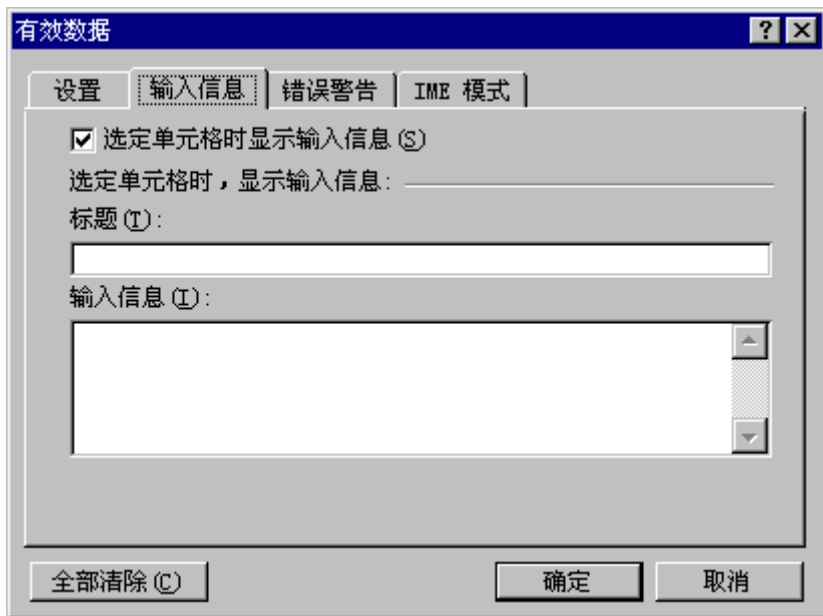 有效数据
设置 输入信息 错误警告 IME 模式
选定单元格时显示输入信息(S)
选定单元格时，显示输入信息:
标题(T):
输入信息(I):
全部清除(C) 确定 取消